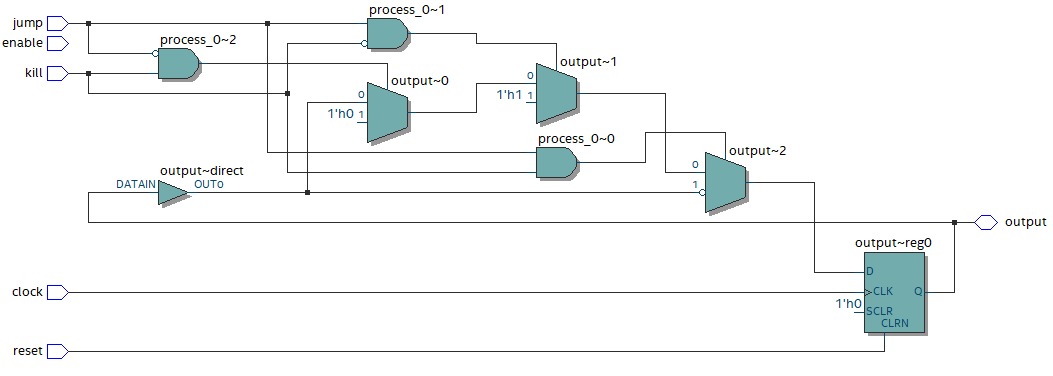 jump
enable
kill
process_0~2
process_0~1
output~0
0
1'h0 1
output~1
0
1'h1 1
process_0~0
output~2
0
1
output~direct
DATAIN OUT0
output
output~reg0
D
CLK Q
1'h0
SCLR
CLRN
clock
reset